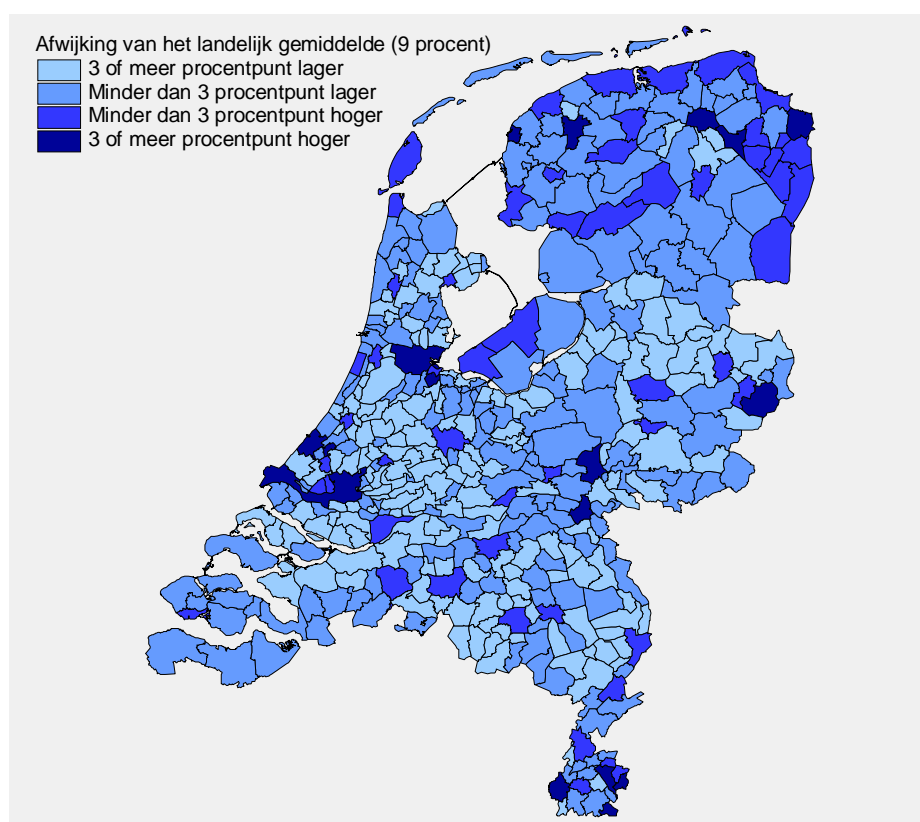 Afwijking van het landelijk gemiddelde (9 procent)
3 of meer procentpunt lager
Minder dan 3 procentpunt lager
Minder dan 3 procentpunt hoger
3 of meer procentpunt hoger